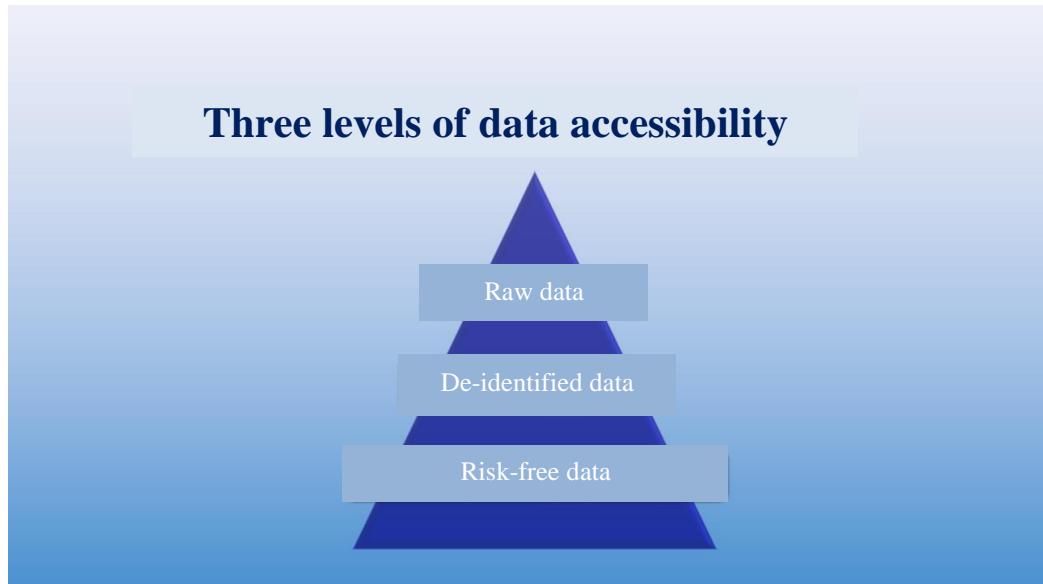 Three levels of data accessibility
Raw data
De-identified data
Risk-free data